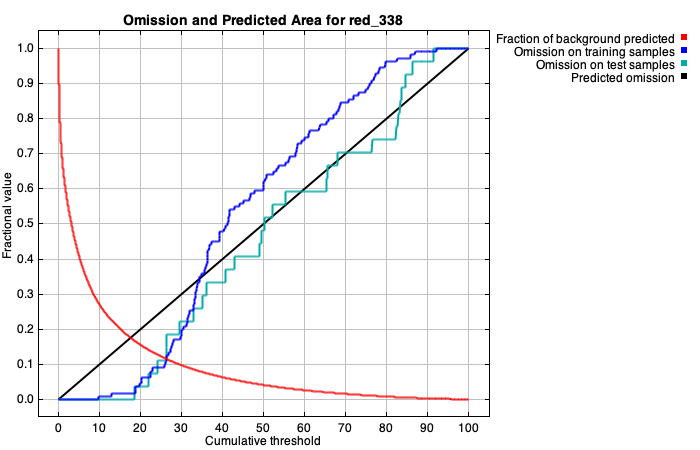 Omission and Predicted Area for red_338
Fraction of background predicted
Omission on training samples
Omission on test samples
Predicted omission
Fractional value
1.0
0.9
0.8
0.7
0.6
0.5
0.4
0.3
0.2
0.1
0.0
0 10 20 30 40 50 60 70 80 90 100
Cumulative threshold